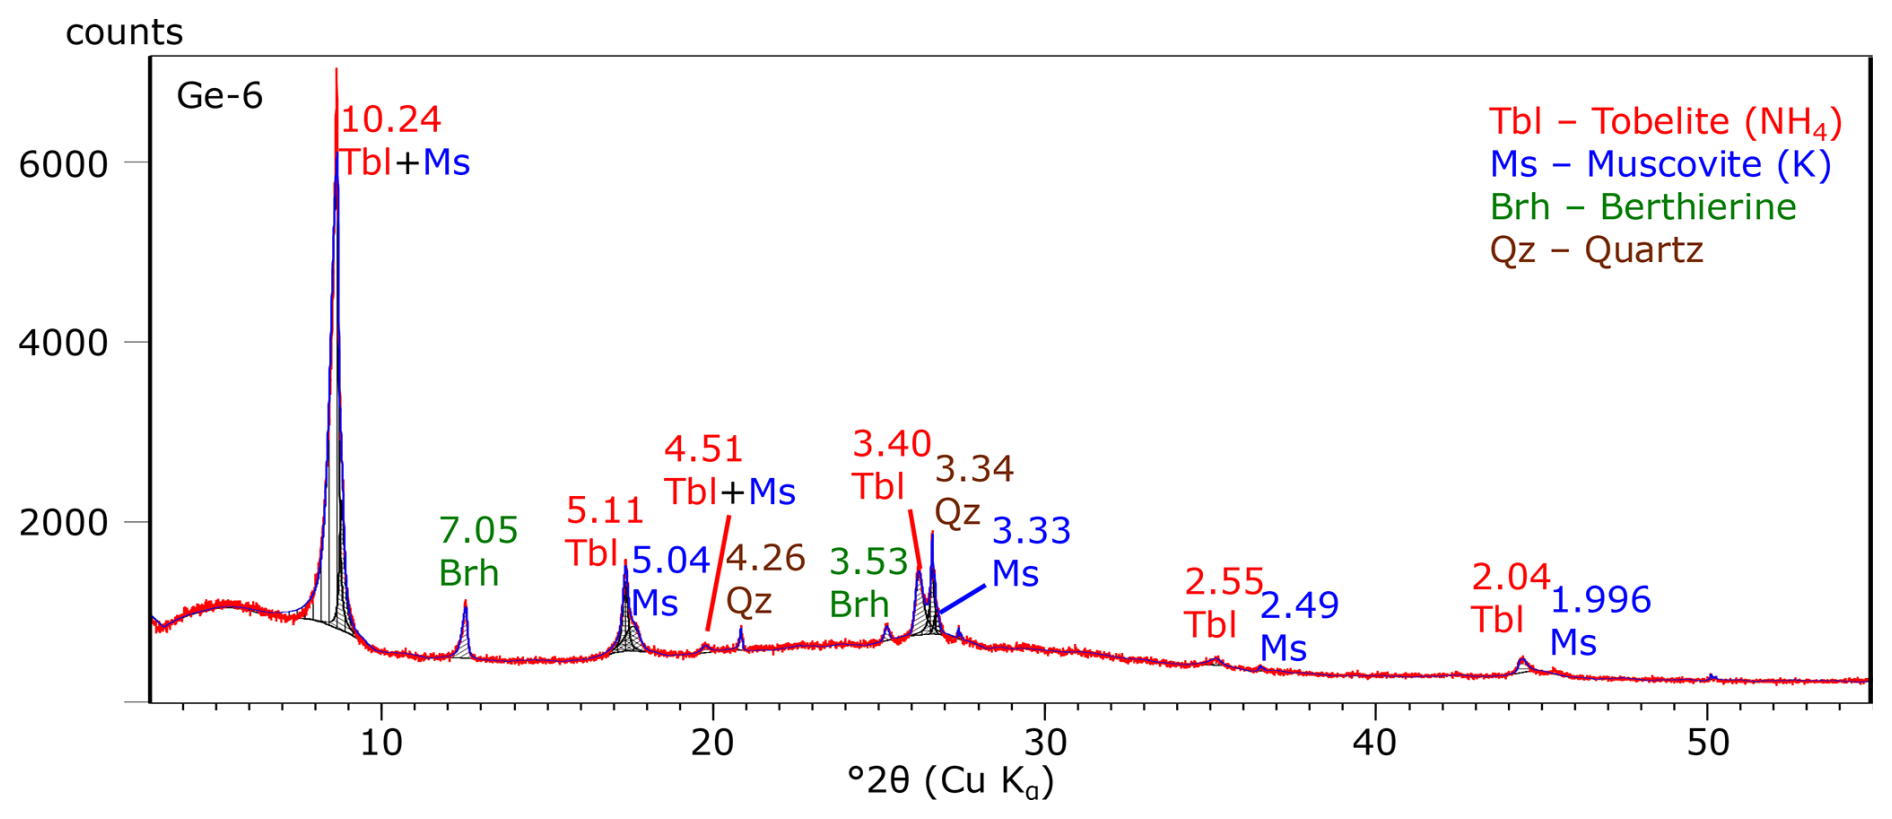 counts
Ge-6
10.24
Tbl+Ms
Tbl – Tobelite (NH₄)
Ms – Muscovite (K)
Brh – Berthierine
Qz – Quartz
6000
4000
2000
7.05
Brh
5.11
Tbl
5.04
Ms
4.51
Tbl+Ms
4.26
Qz
3.53
Brh
3.40
Tbl
3.34
Qz
3.33
Ms
2.55
Tbl
2.49
Ms
2.04
Tbl
1.996
Ms
10
20
30
40
50
°2θ (Cu Kα)